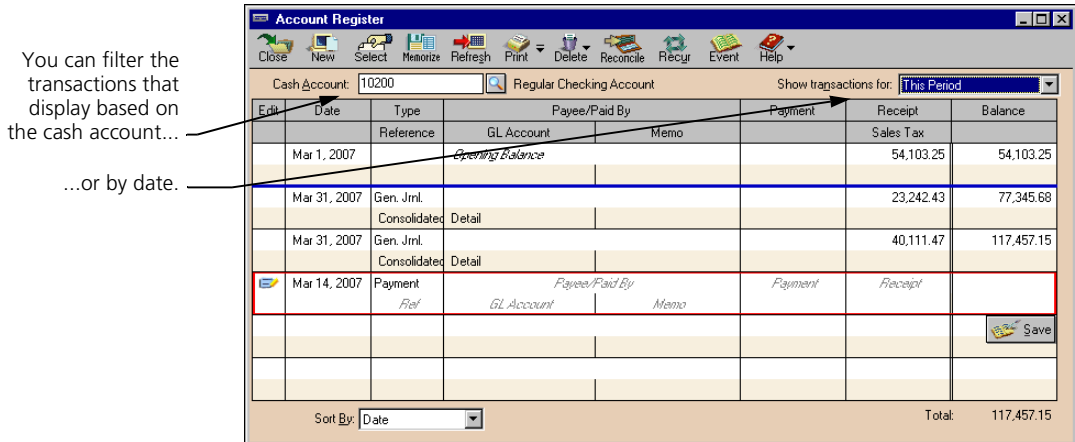 Account Register
Close New Select Memorize Refresh Print Delete Reconcile Recur Event Help
You can filter the
transactions that
display based on
the cash account...
...or by date.
Cash Account: 10200 Regular Checking Account Show transactions for: This Period
Edit Date Type Payee/Paid By Payment Receipt Balance
Reference GL Account Memo Sales Tax
Mar 1, 2007 Opening Balance 54,103.25 54,103.25
Mar 31, 2007 Gen. Jrnl. 23,242.43 77,345.68
Consolidated Detail
Mar 31, 2007 Gen. Jrnl. 40,111.47 117,457.15
Consolidated Detail
Mar 14, 2007 Payment Payee/Paid By Payment Receipt
Ref GL Account Memo
Save
Sort By: Date Total: 117,457.15